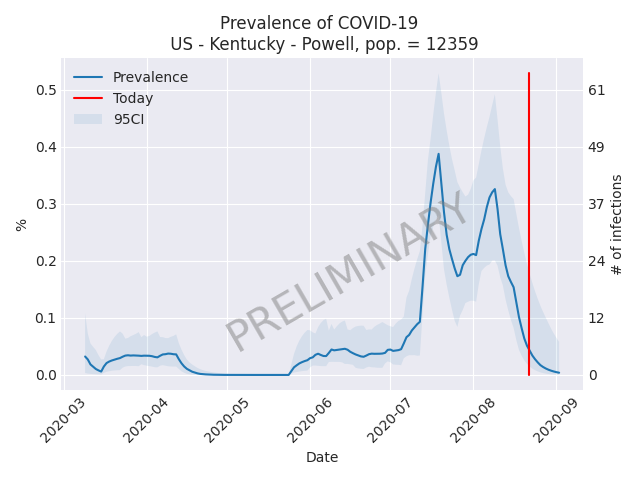 Prevalence of COVID-19
US - Kentucky - Powell, pop. = 12359
Prevalence
Today
95CI
0.5
0.4
0.3
0.2
0.1
0.0
%
61
49
37
24
12
0
# of infections
PRELIMINARY
2020-03
2020-04
2020-05
2020-06
2020-07
2020-08
2020-09
Date